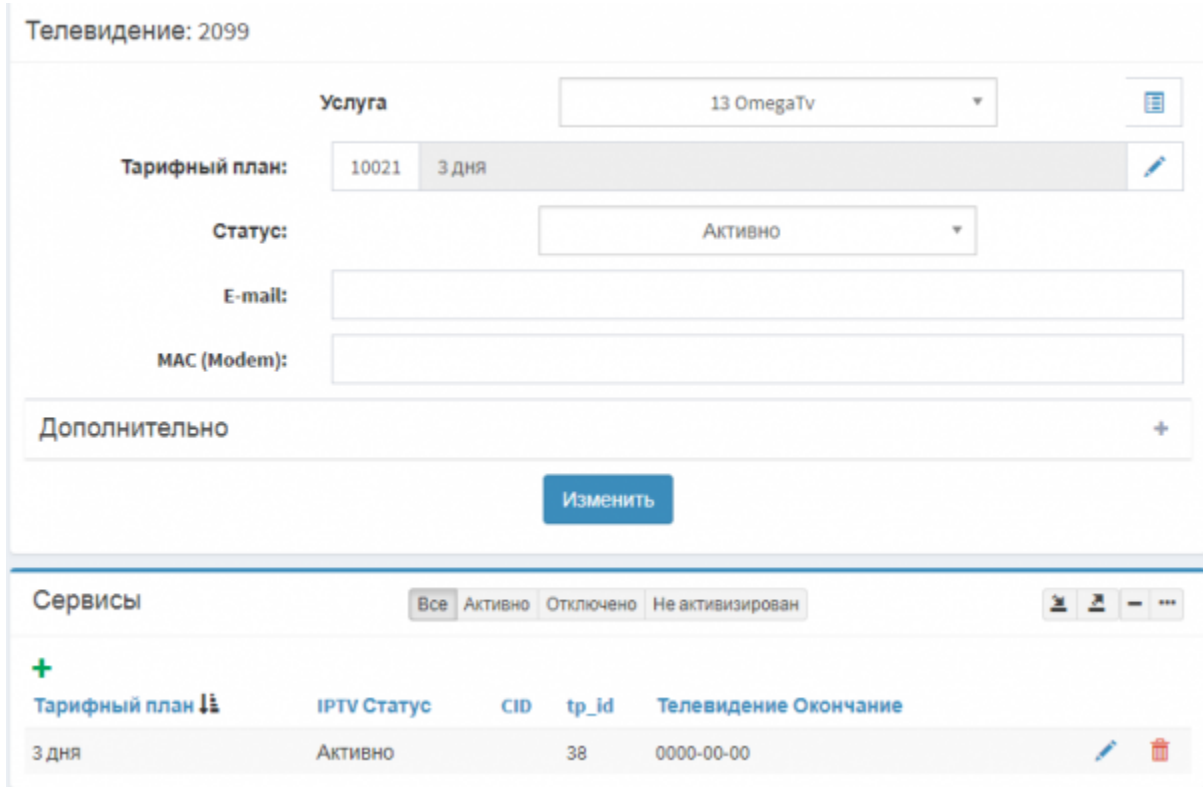 Телевидение: 2099
Услуга 13 OmegaTv
Тарифный план: 10021 3 дня
Статус: Активно
E-mail:
MAC (Modem):
Дополнительно +
Изменить
Сервисы Все Активно Отключено Не активизирован
Тарифный план IPTV Статус CID tp_id Телевидение Окончание
3 дня Активно 38 0000-00-00